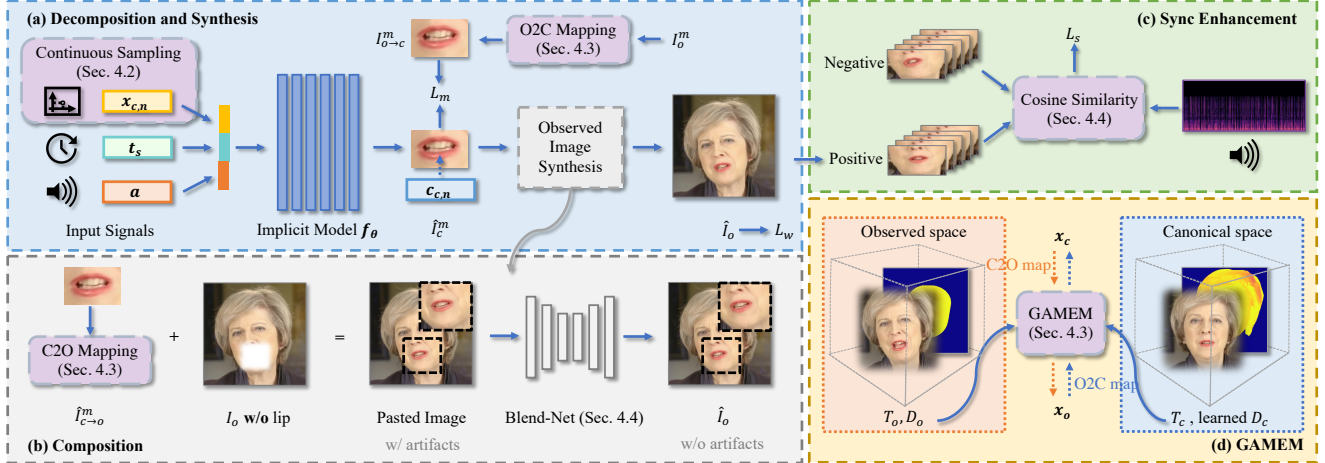 (a) Decomposition and Synthesis
Continuous Sampling
(Sec. 4.2)
x_{c,n}
t_s
a
Input Signals
Implicit Model f_θ
I^m_{o→c}
O2C Mapping
(Sec. 4.3)
I^m_o
L_m
c_{c,n}
Î^m_c
Observed
Image
Synthesis
Î_o → L_w
(b) Composition
C2O Mapping
(Sec. 4.3)
Î^m_{c→o}
+
I_o w/o lip
=
Pasted Image
w/ artifacts
Blend-Net (Sec. 4.4)
Î_o
w/o artifacts
(c) Sync Enhancement
L_s
Negative
Positive
Cosine Similarity
(Sec. 4.4)
Observed space
T_o, D_o
x_c
C2O map
GAMEM
(Sec. 4.3)
O2C map
x_o
Canonical space
T_c , learned D_c
(d) GAMEM